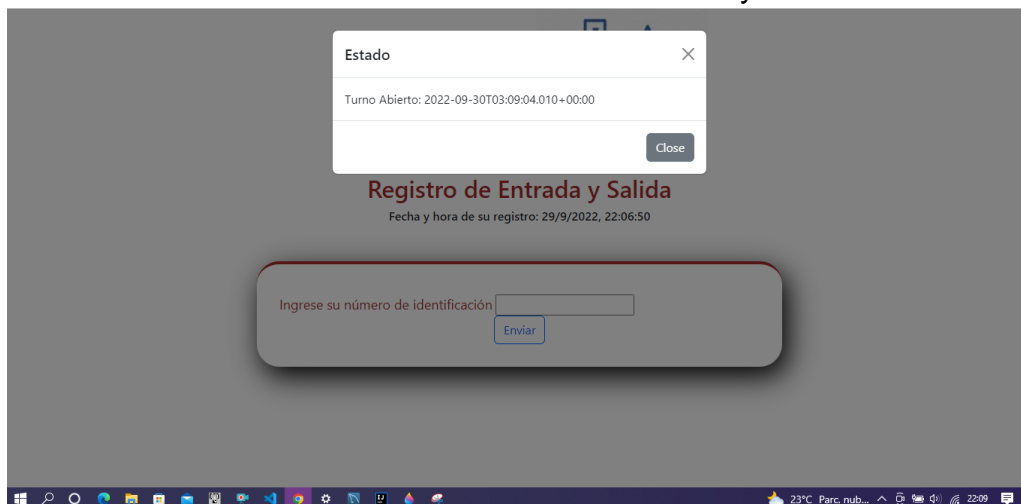 Estado
Turno Abierto: 2022-09-30T03:09:04.010+00:00
Close
Registro de Entrada y Salida
Fecha y hora de su registro: 29/9/2022, 22:06:50
Ingrese su número de identificación
Enviar
23°C Parc. nub... 22:09